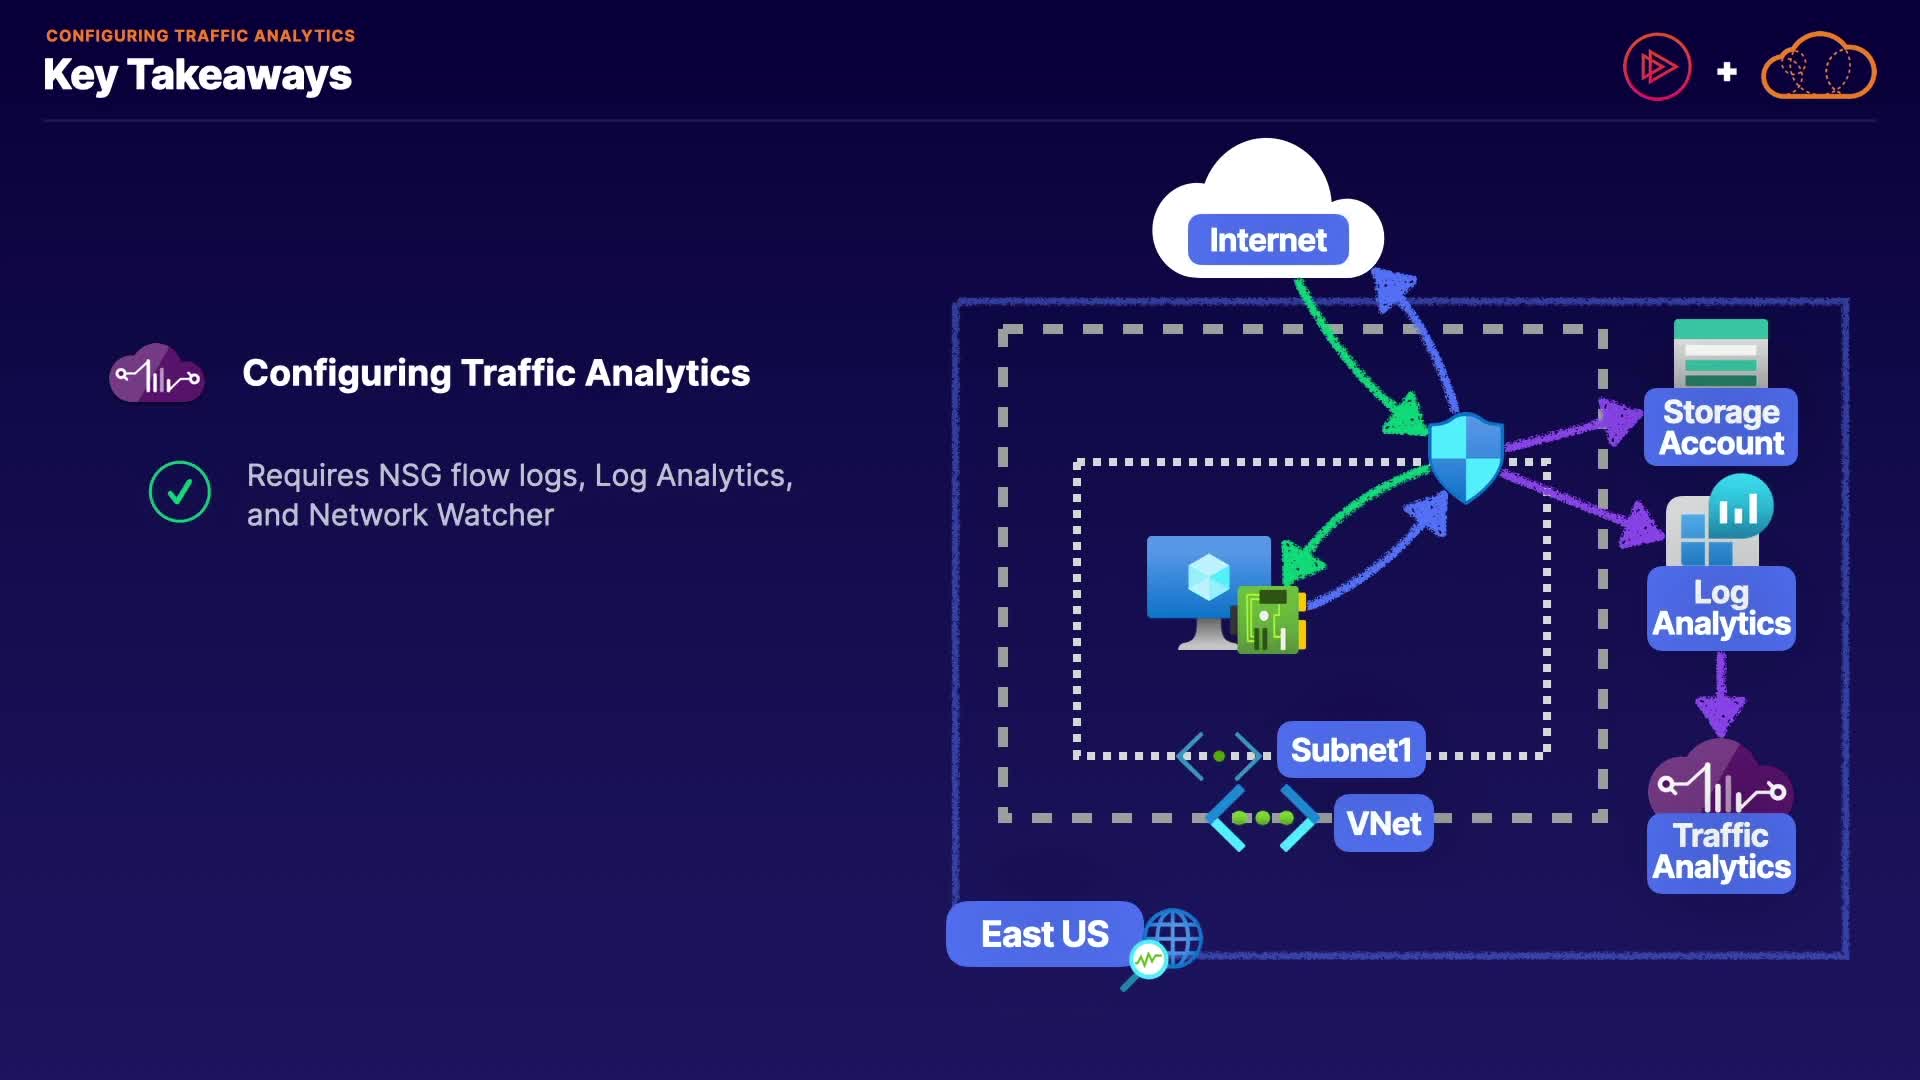 CONFIGURING TRAFFIC ANALYTICS
Key Takeaways
Configuring Traffic Analytics
Requires NSG flow logs, Log Analytics,
and Network Watcher
Internet
Storage
Account
Log
Analytics
Subnet1
VNet
Traffic
Analytics
East US